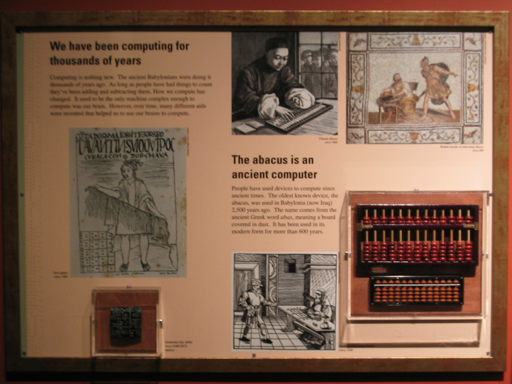 We have been computing for
thousands of years
Computing is nothing new. The ancient Babylonians were doing it
thousands of years ago. As long as people have had things to count
they've been adding and subtracting them. How we compute has
changed. It used to be the only machine complex enough to
compute was our brains. However, over time, many different aids
were invented that helped us to use our brains to compute.
The abacus is an
ancient computer
People have used devices to compute since
ancient times. The oldest known device, the
abacus, was used in Babylonia (now Iraq)
2,500 years ago. The name comes from the
ancient Greek word abax, meaning a board
covered in dust. It has been used in its
modern form for more than 600 years.